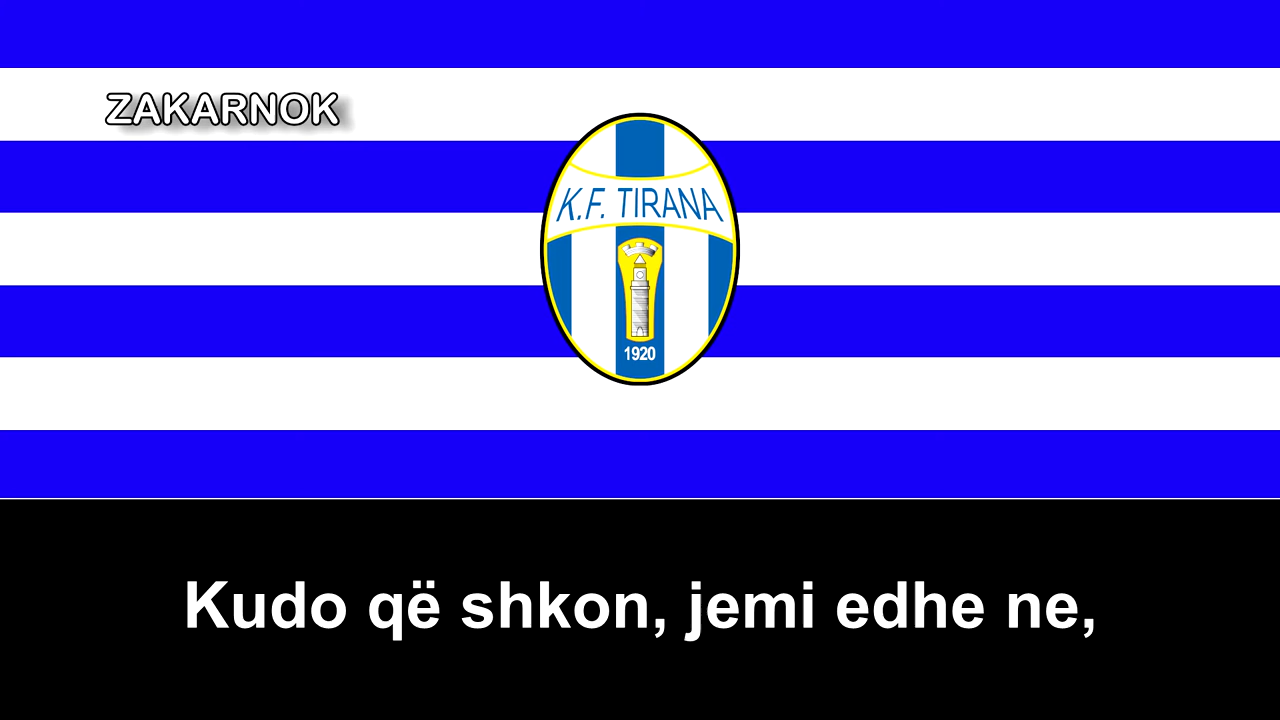 ZAKARNOK
K.F. TIRANA
1920
Kudo që shkon, jemi edhe ne,